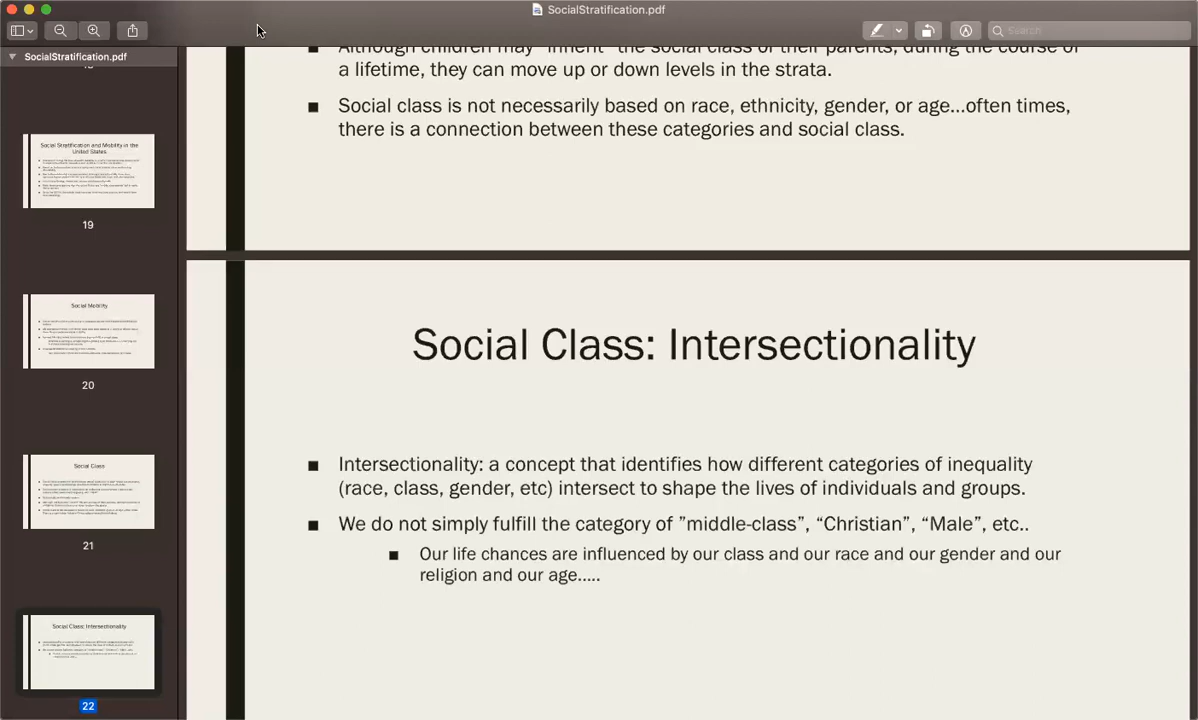 SocialStratification.pdf
Search
SocialStratification.pdf
Social Stratification and Mobility in the
United States
19
Social Mobility
20
Social Class
21
Social Class: Intersectionality
22
Although children may "inherit" the social class of their parents, during the course of
a lifetime, they can move up or down levels in the strata.
■ Social class is not necessarily based on race, ethnicity, gender, or age...often times,
there is a connection between these categories and social class.
Social Class: Intersectionality
■ Intersectionality: a concept that identifies how different categories of inequality
(race, class, gender, etc) intersect to shape the lives of individuals and groups.
■ We do not simply fulfill the category of ”middle-class”, “Christian”, “Male”, etc..
■ Our life chances are influenced by our class and our race and our gender and our
religion and our age.....